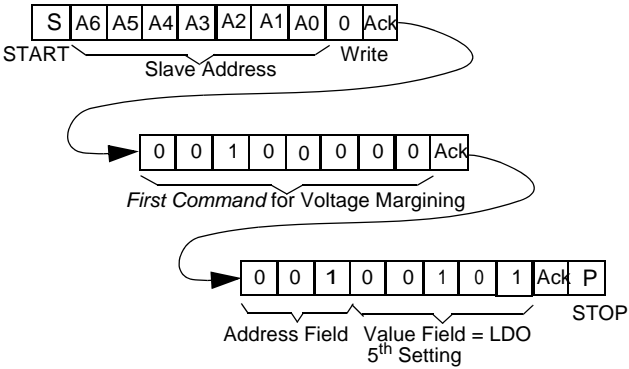 S A6 A5 A4 A3 A2 A1 A0 0 Ack
START Slave Address Write
0 0 1 0 0 0 0 0 Ack
First Command for Voltage Margining
0 0 1 0 0 1 0 1 Ack P
STOP
Address Field Value Field = LDO
5th Setting